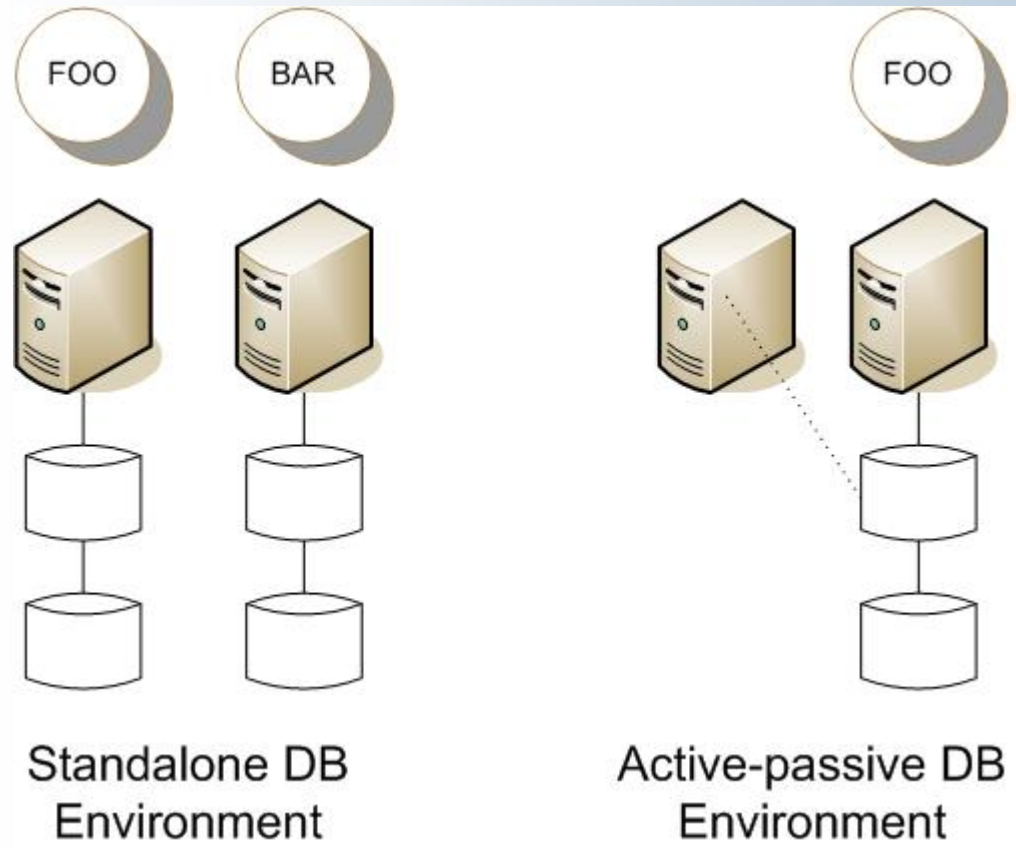 FOO
BAR
FOO
Standalone DB
Environment
Active-passive DB
Environment